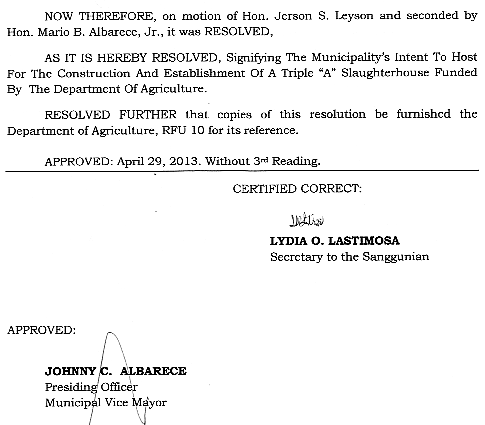 NOW THEREFORE, on motion of Hon. Jerson S. Leyson and seconded by
Hon. Mario B. Albarece, Jr., it was RESOLVED,
AS IT IS HEREBY RESOLVED, Signifying The Municipality's Intent To Host
For The Construction And Establishment Of A Triple "A" Slaughterhouse Funded
By The Department Of Agriculture.
RESOLVED FURTHER that copies of this resolution be furnished the
Department of Agriculture, RFU 10 for its reference.
APPROVED: April 29, 2013. Without 3rd Reading.
CERTIFIED CORRECT:
LYDIA O. LASTIMOSA
Secretary to the Sanggunian
APPROVED:
JOHNNY C. ALBARECE
Presiding Officer
Municipal Vice Mayor